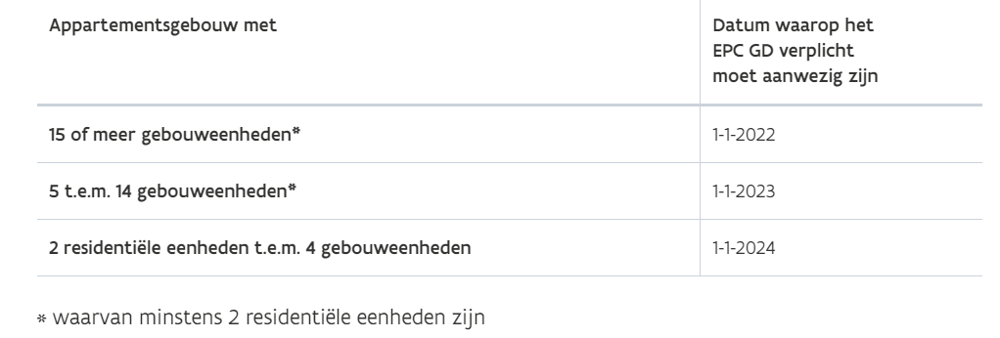 Appartementsgebouw met
Datum waarop het
EPC GD verplicht
moet aanwezig zijn
15 of meer gebouweenheden*
1-1-2022
5 t.e.m. 14 gebouweenheden*
1-1-2023
2 residentiële eenheden t.e.m. 4 gebouweenheden
1-1-2024
* waarvan minstens 2 residentiële eenheden zijn